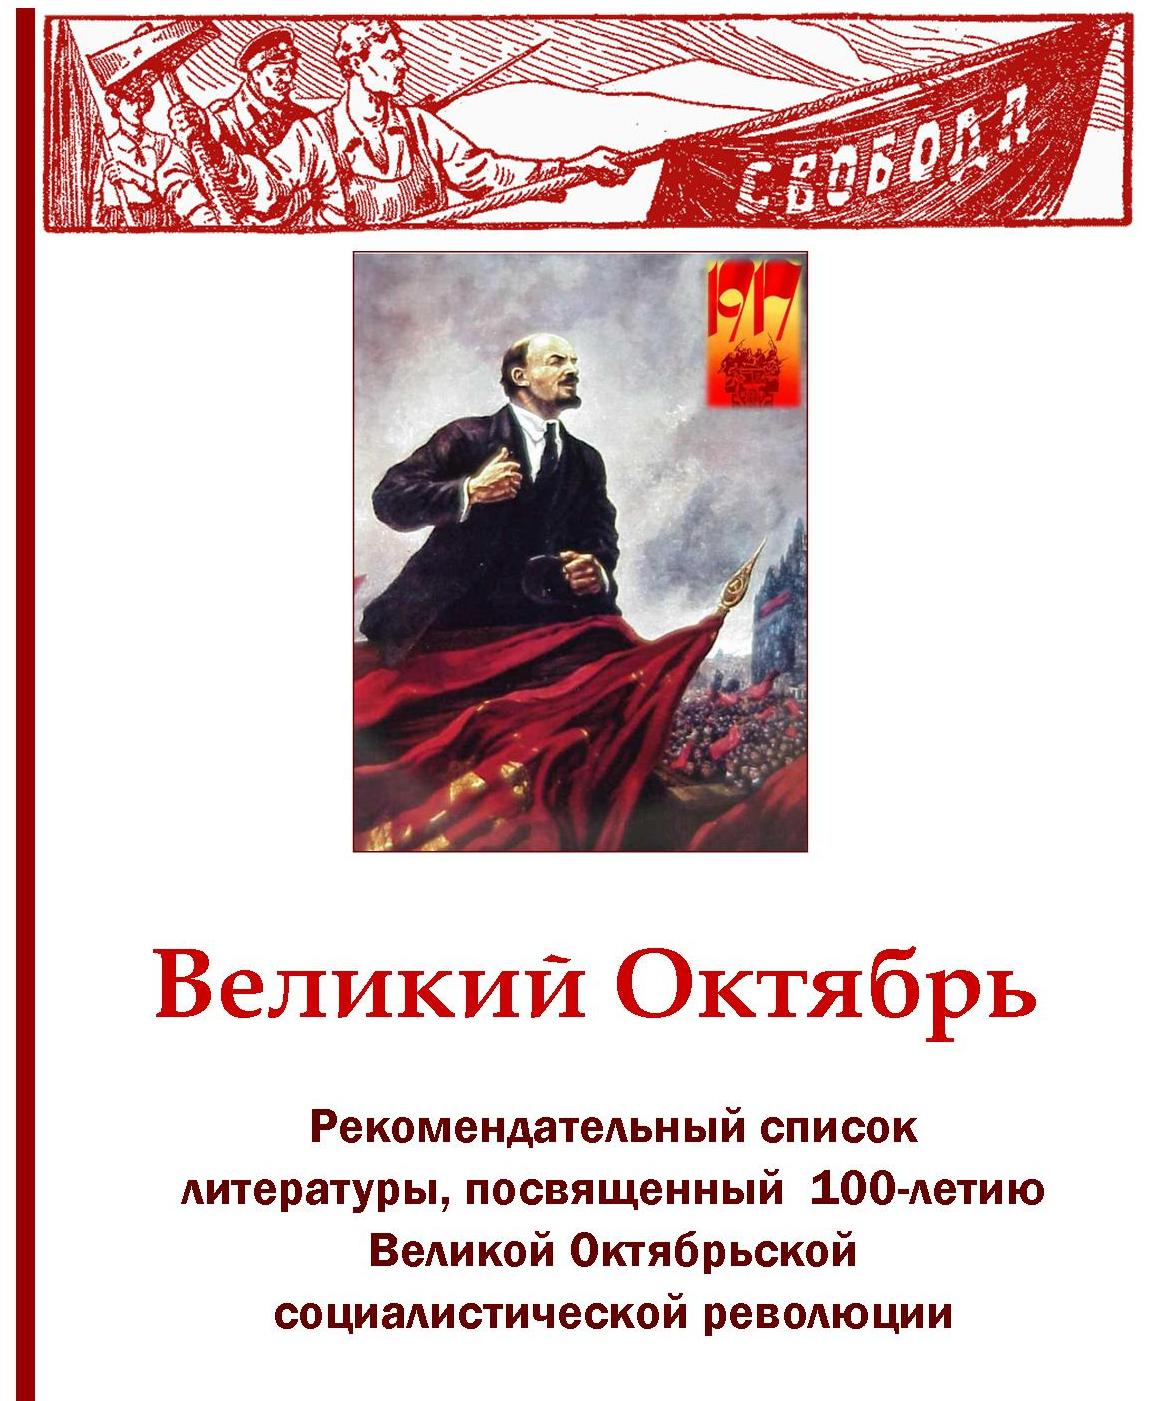 СВОБОДА
1917
Великий Октябрь
Рекомендательный список
литературы, посвященный 100-летию
Великой Октябрьской
социалистической революции